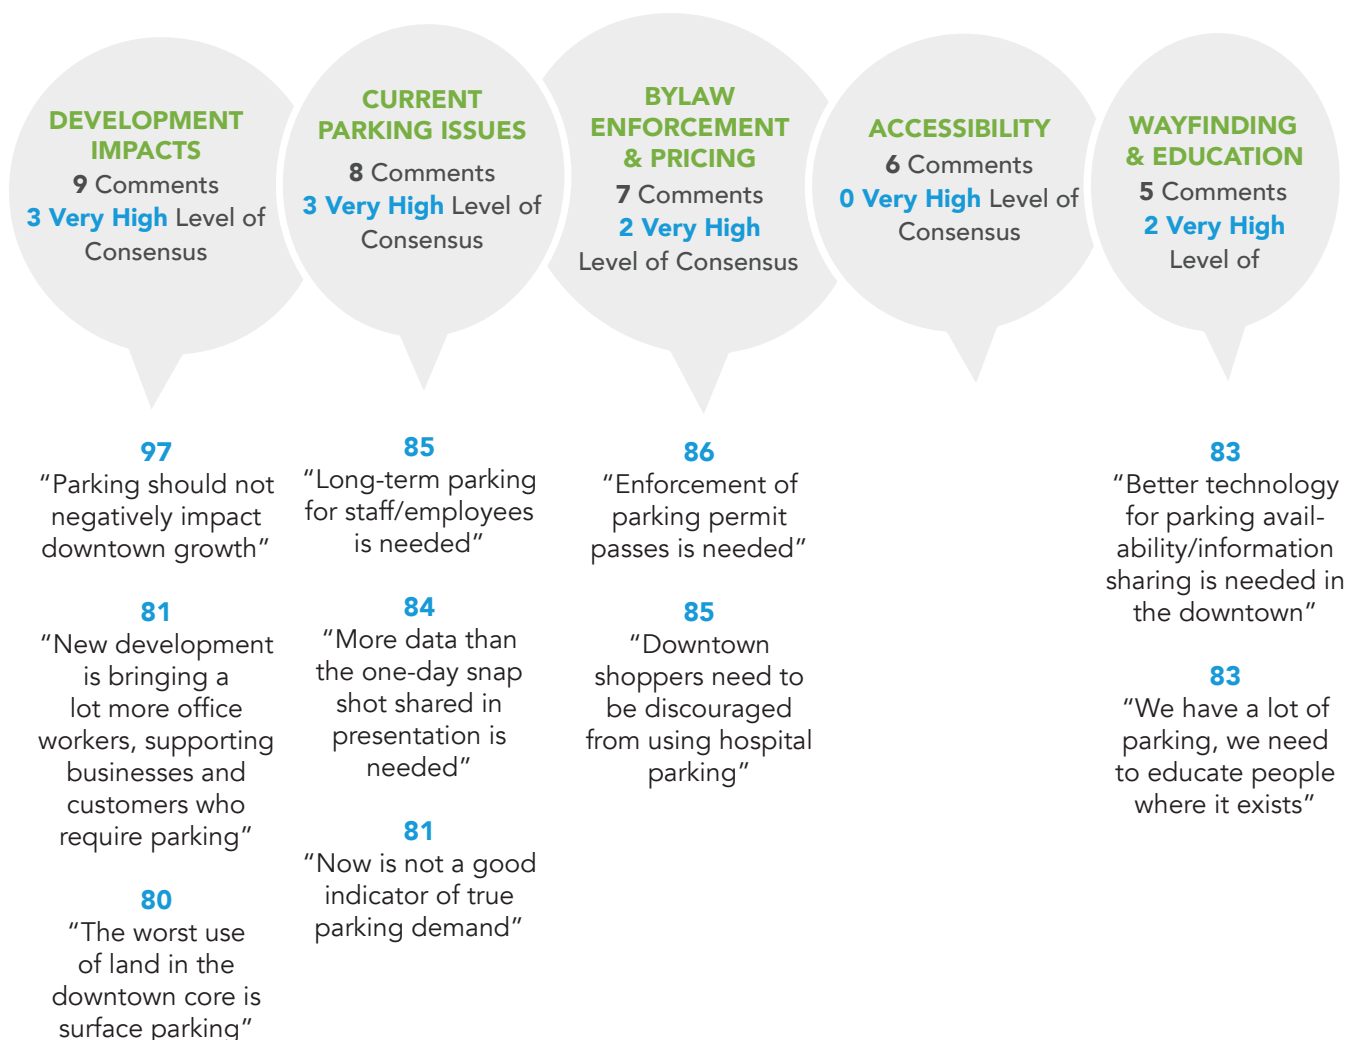 DEVELOPMENT
IMPACTS
9 Comments
3 Very High Level of
Consensus
CURRENT
PARKING ISSUES
8 Comments
3 Very High Level of
Consensus
BYLAW
ENFORCEMENT
& PRICING
7 Comments
2 Very High
Level of Consensus
ACCESSIBILITY
6 Comments
0 Very High Level of
Consensus
WAYFINDING
& EDUCATION
5 Comments
2 Very High
Level of
97
“Parking should not
negatively impact
downtown growth”
81
“New development
is bringing a
lot more office
workers, supporting
businesses and
customers who
require parking”
80
“The worst use
of land in the
downtown core is
surface parking”
85
“Long-term parking
for staff/employees
is needed”
84
“More data than
the one-day snap
shot shared in
presentation is
needed”
81
“Now is not a good
indicator of true
parking demand”
86
“Enforcement of
parking permit
passes is needed”
85
“Downtown
shoppers need to
be discouraged
from using hospital
parking”
83
“Better technology
for parking avail-
ability/information
sharing is needed in
the downtown”
83
“We have a lot of
parking, we need
to educate people
where it exists”